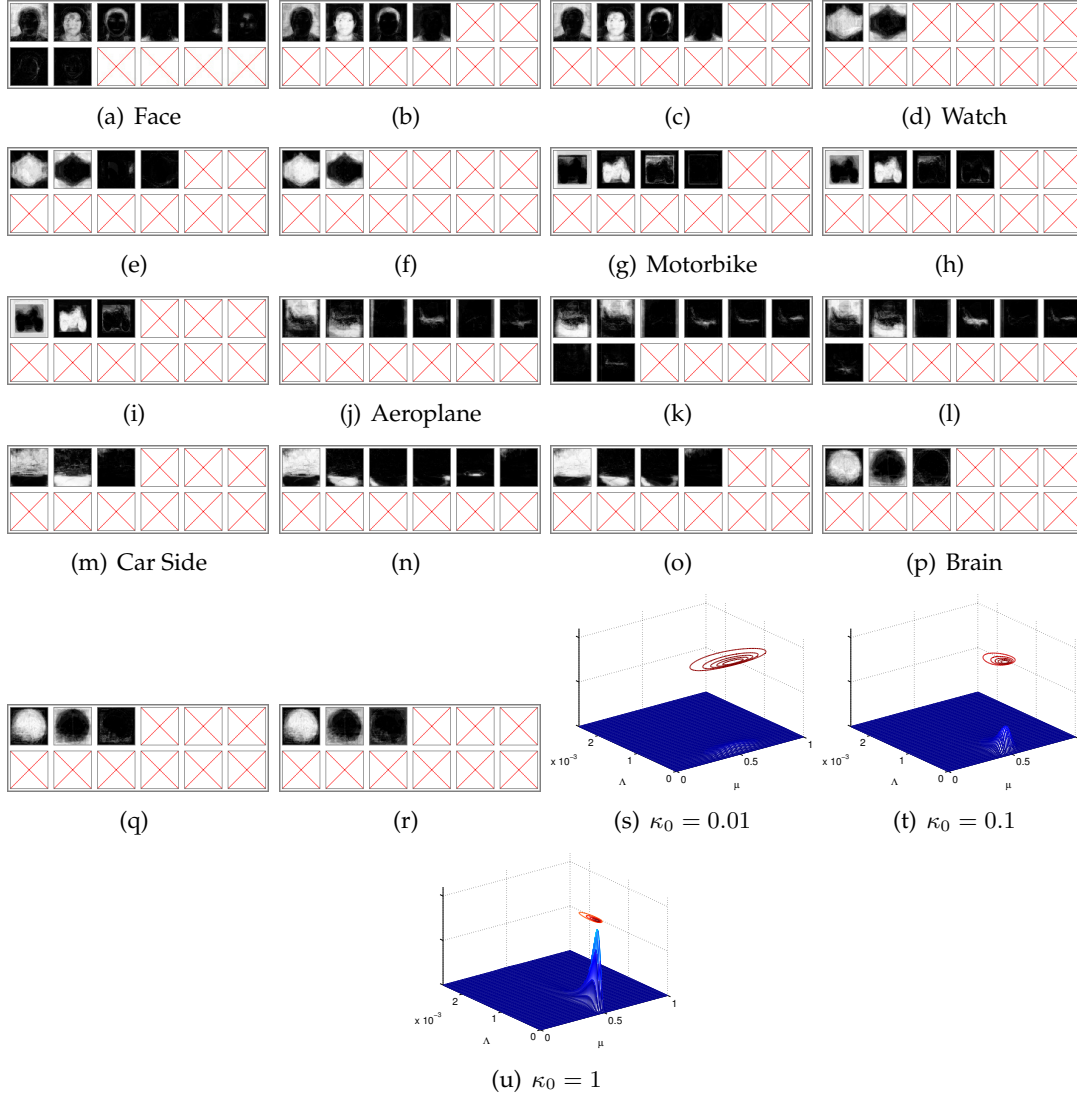 (a) Face
(b)
(c)
(d) Watch
(e)
(f)
(g) Motorbike
(h)
(i)
(j) Aeroplane
(k)
(l)
(m) Car Side
(n)
(o)
(p) Brain
(q)
(r)
2
1
0
x 10⁻³
Λ
0
0.5
1
μ
(s) κ₀ = 0.01
2
1
0
x 10⁻³
Λ
0
0.5
1
μ
(t) κ₀ = 0.1
2
1
0
x 10⁻³
Λ
0
0.5
1
μ
(u) κ₀ = 1